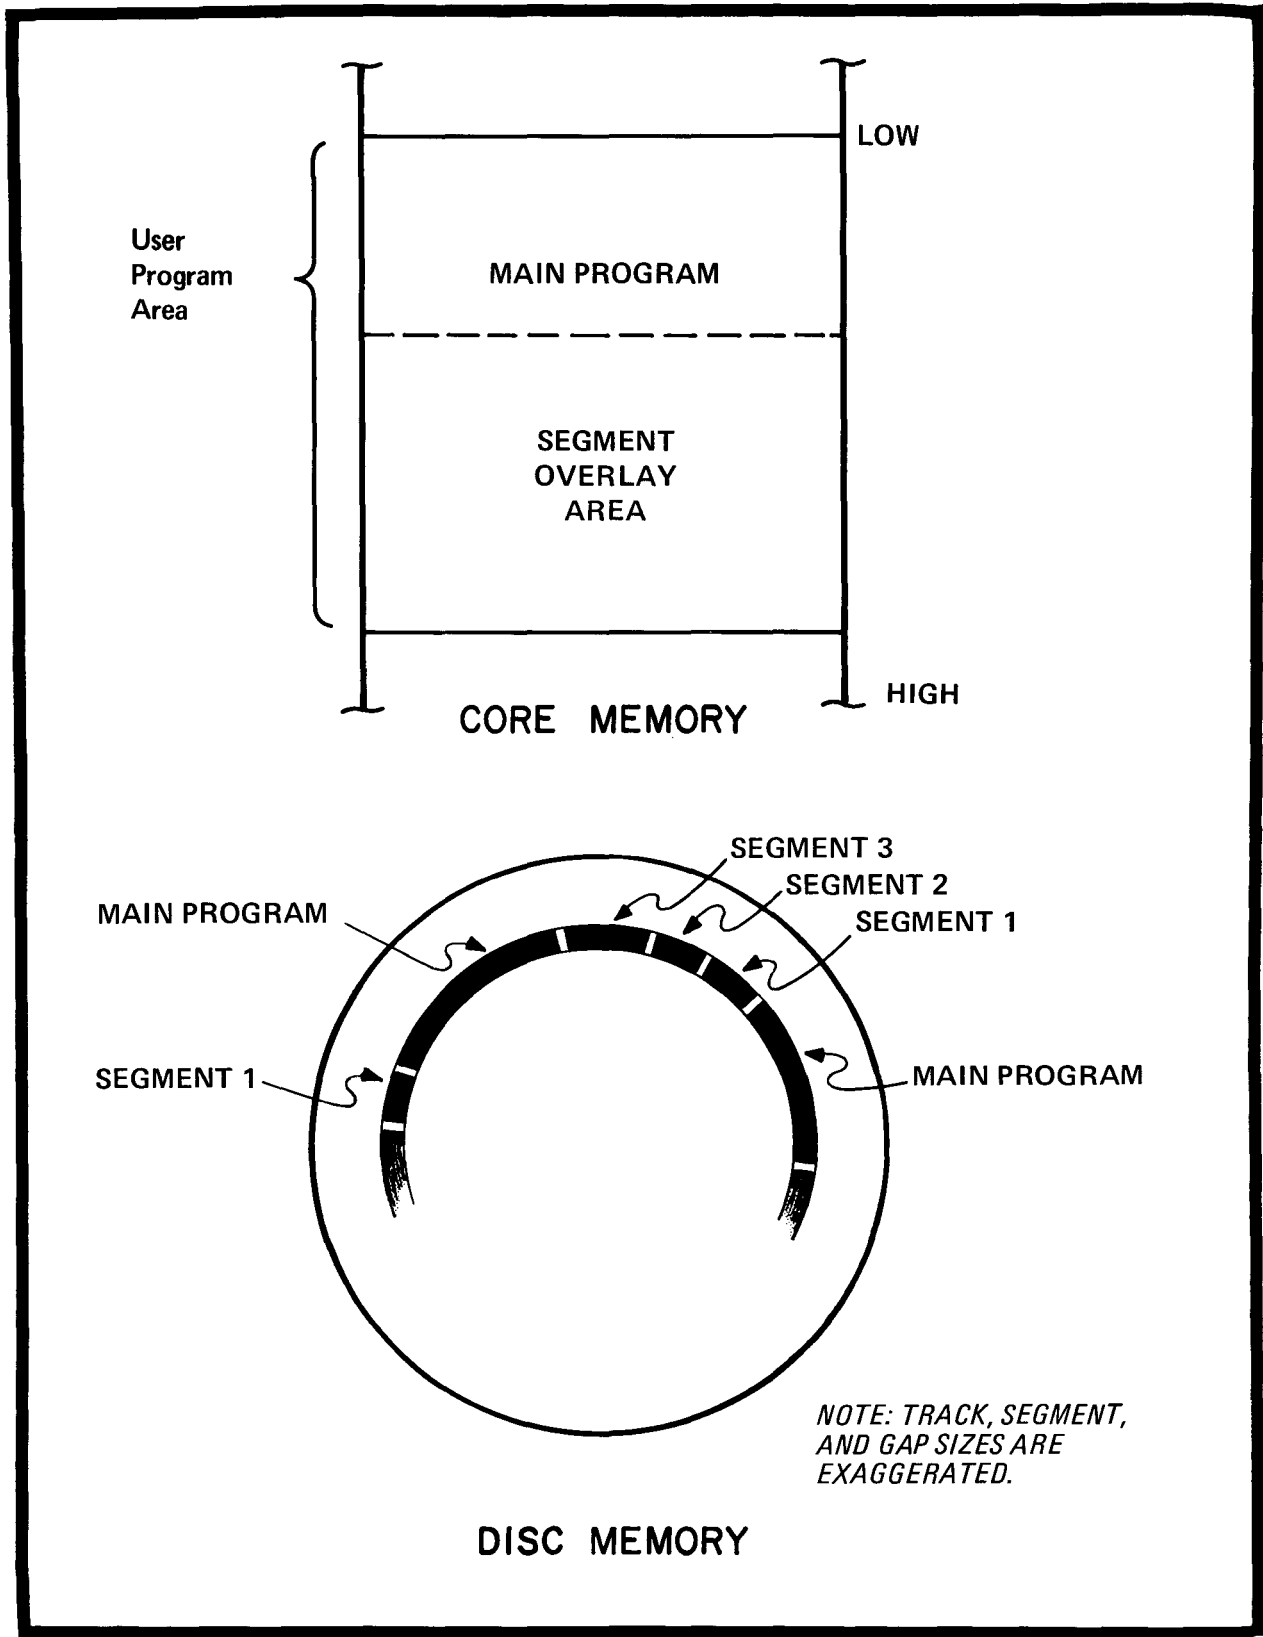 LOW
User
Program
Area
MAIN PROGRAM
SEGMENT
OVERLAY
AREA
HIGH
CORE MEMORY
SEGMENT 3
SEGMENT 2
MAIN PROGRAM
SEGMENT 1
SEGMENT 1
MAIN PROGRAM
NOTE: TRACK, SEGMENT,
AND GAP SIZES ARE
EXAGGERATED.
DISC MEMORY